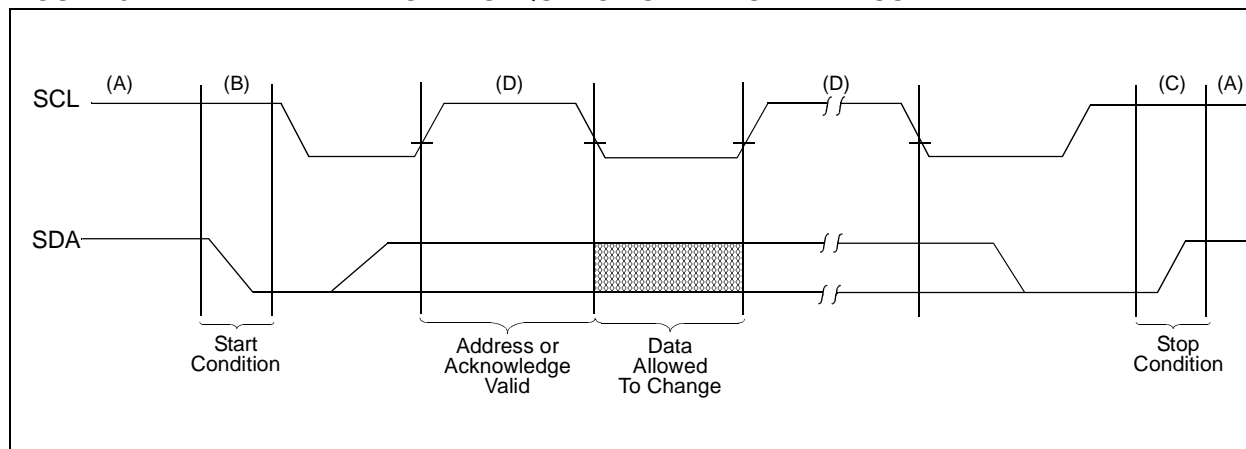 (A) (B) (D) (D) (C) (A)
SCL
SDA
Start
Condition
Address or
Acknowledge
Valid
Data
Allowed
To Change
Stop
Condition